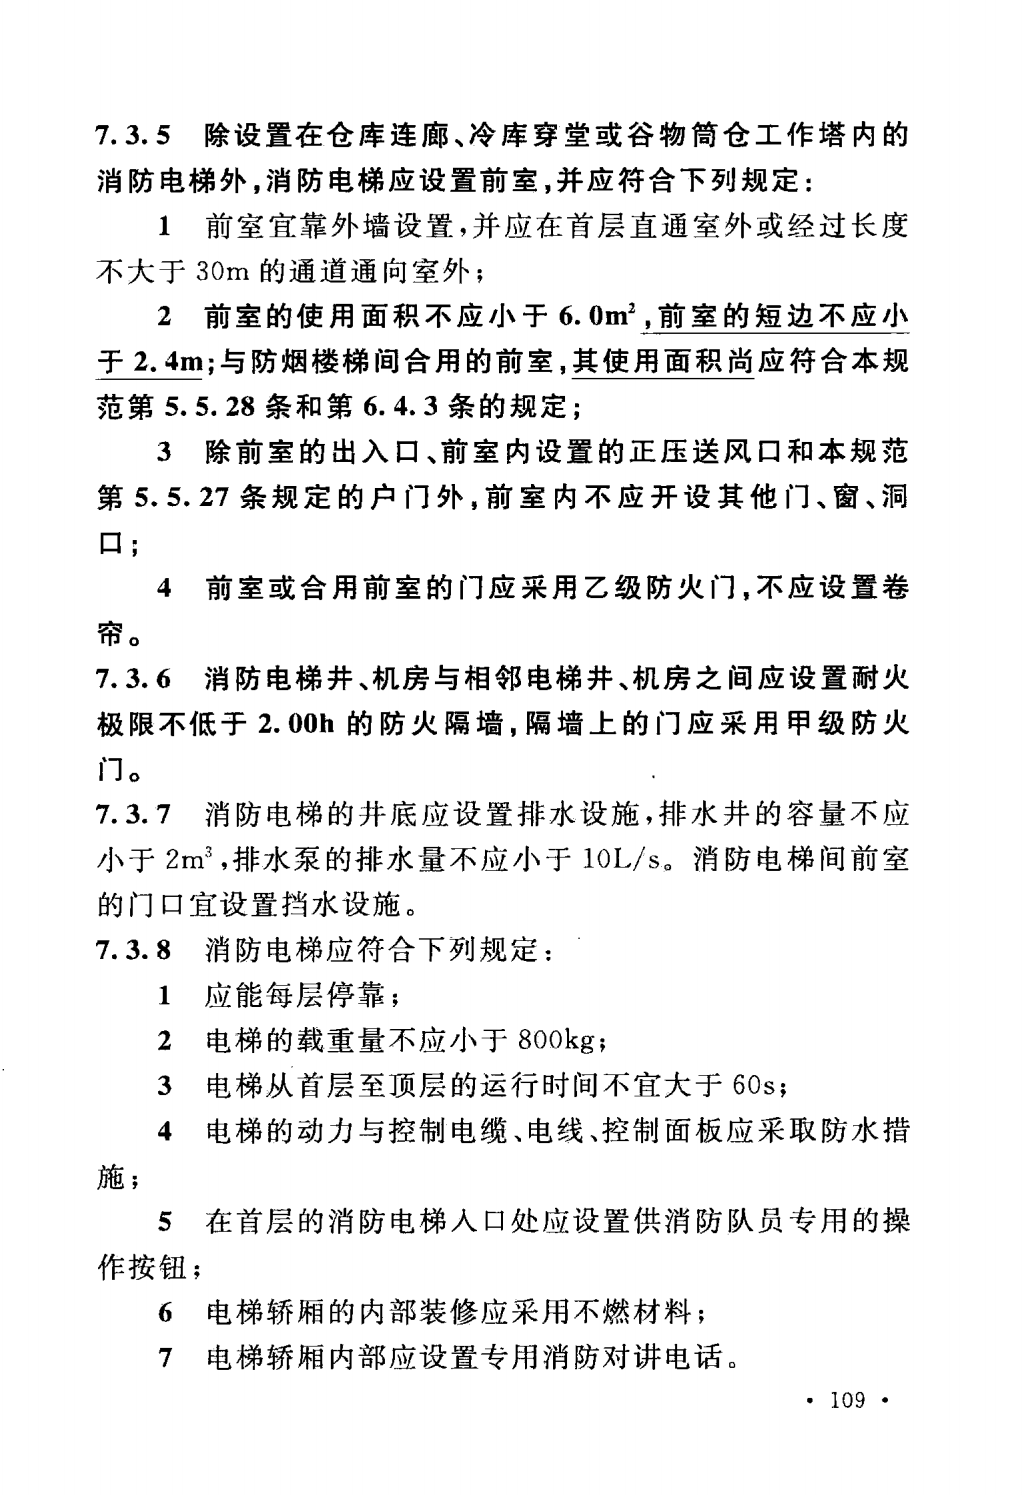 7.3.5 除设置在仓库连廊、冷库穿堂或谷物筒仓工作塔内的
消防电梯外,消防电梯应设置前室,并应符合下列规定:
1 前室宜靠外墙设置,并应在首层直通室外或经过长度
不大于 30m 的通道通向室外;
2 前室的使用面积不应小于 6.0m²,前室的短边不应小
于 2.4m;与防烟楼梯间合用的前室,其使用面积尚应符合本规
范第 5.5.28 条和第 6.4.3 条的规定;
3 除前室的出入口、前室内设置的正压送风口和本规范
第 5.5.27 条规定的户门外,前室内不应开设其他门、窗、洞
口;
4 前室或合用前室的门应采用乙级防火门,不应设置卷
帘。
7.3.6 消防电梯井、机房与相邻电梯井、机房之间应设置耐火
极限不低于 2.00h 的防火隔墙,隔墙上的门应采用甲级防火
门。
7.3.7 消防电梯的井底应设置排水设施,排水井的容量不应
小于 2m³,排水泵的排水量不应小于 10L/s。消防电梯间前室
的门口宜设置挡水设施。
7.3.8 消防电梯应符合下列规定:
1 应能每层停靠;
2 电梯的载重量不应小于 800kg;
3 电梯从首层至顶层的运行时间不宜大于 60s;
4 电梯的动力与控制电缆、电线、控制面板应采取防水措
施;
5 在首层的消防电梯入口处应设置供消防队员专用的操
作按钮;
6 电梯轿厢的内部装修应采用不燃材料;
7 电梯轿厢内部应设置专用消防对讲电话。
· 109 ·